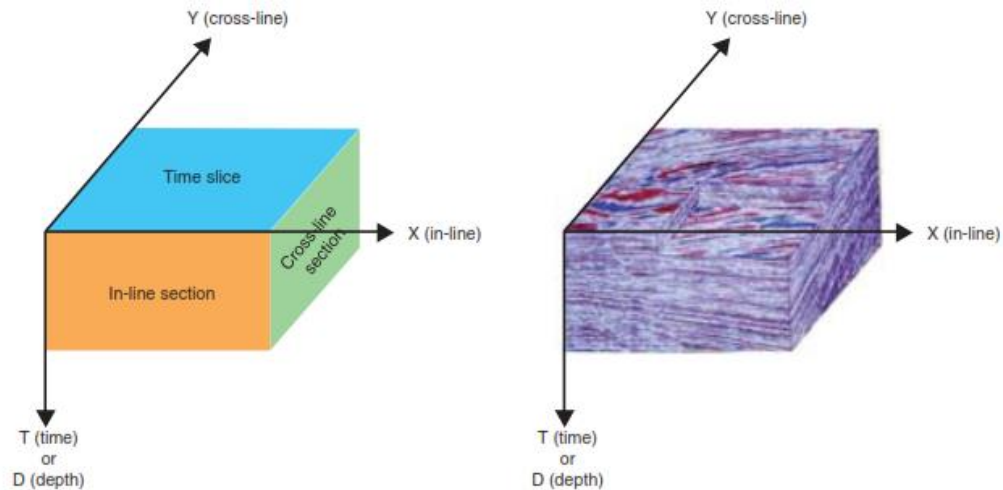 Y (cross-line)
Time slice
X (in-line)
Cross-line
section
In-line section
T (time)
or
D (depth)
Y (cross-line)
X (in-line)
T (time)
or
D (depth)